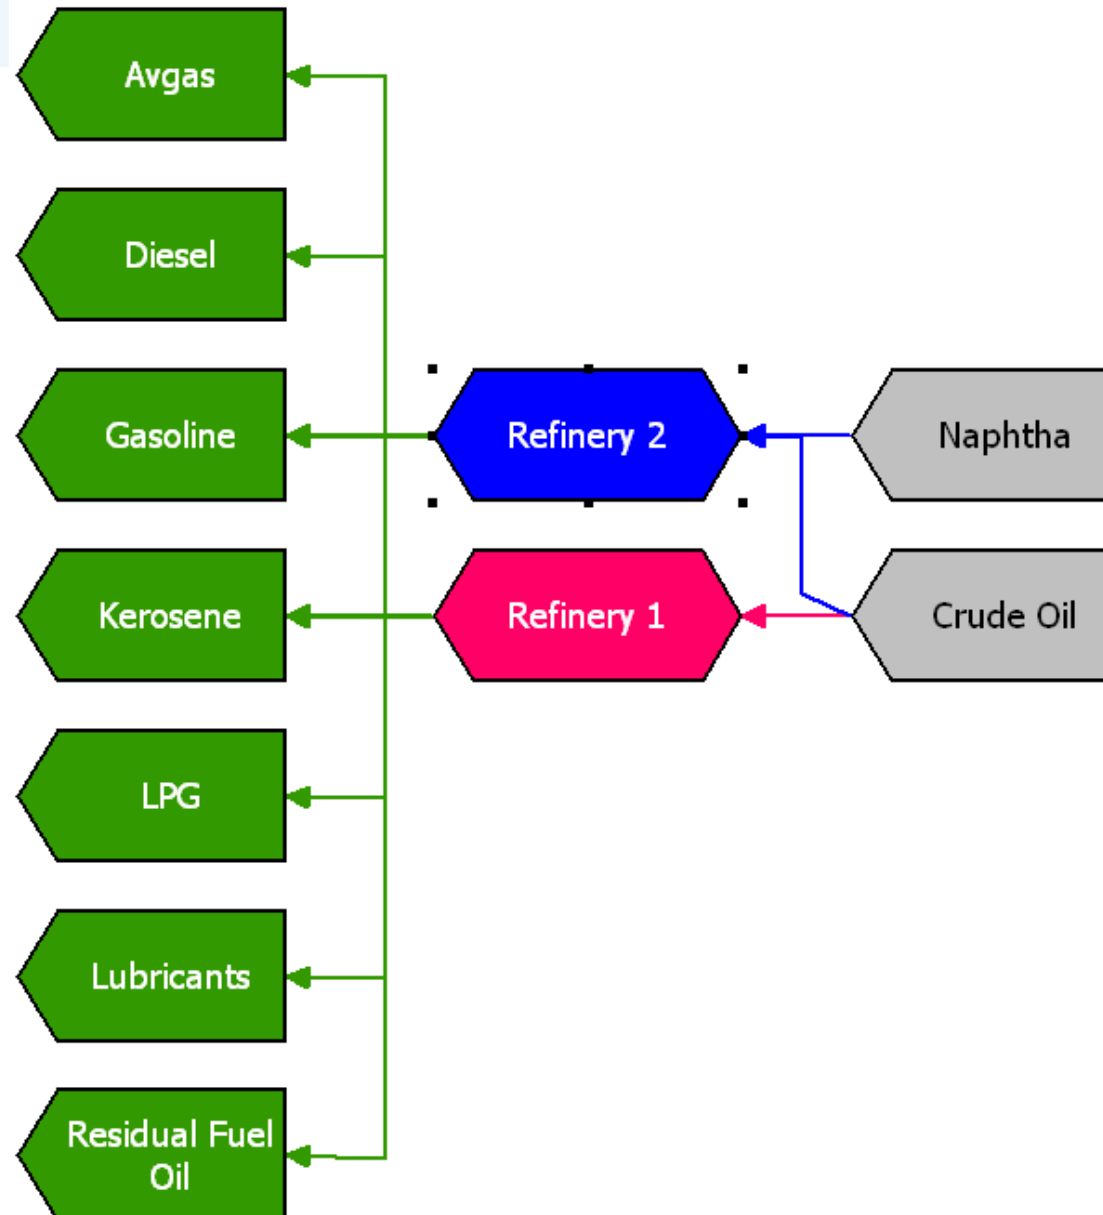 Avgas
Diesel
Gasoline
Refinery 2
Naphtha
Kerosene
Refinery 1
Crude Oil
LPG
Lubricants
Residual Fuel
Oil